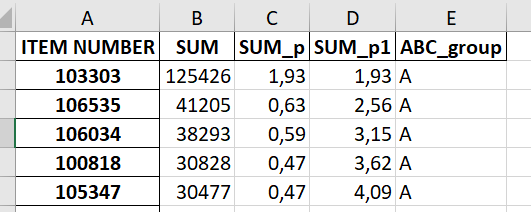 A B C D E
ITEM NUMBER SUM SUM_p SUM_p1 ABC_group
103303 125426 1,93 1,93 A
106535 41205 0,63 2,56 A
106034 38293 0,59 3,15 A
100818 30828 0,47 3,62 A
105347 30477 0,47 4,09 A